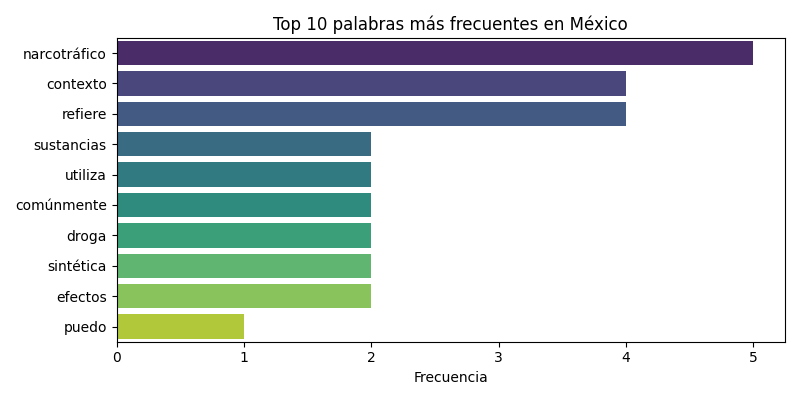 Top 10 palabras más frecuentes en México
narcotráfico
contexto
refiere
sustancias
utiliza
comúnmente
droga
sintética
efectos
puedo
0 1 2 3 4 5
Frecuencia